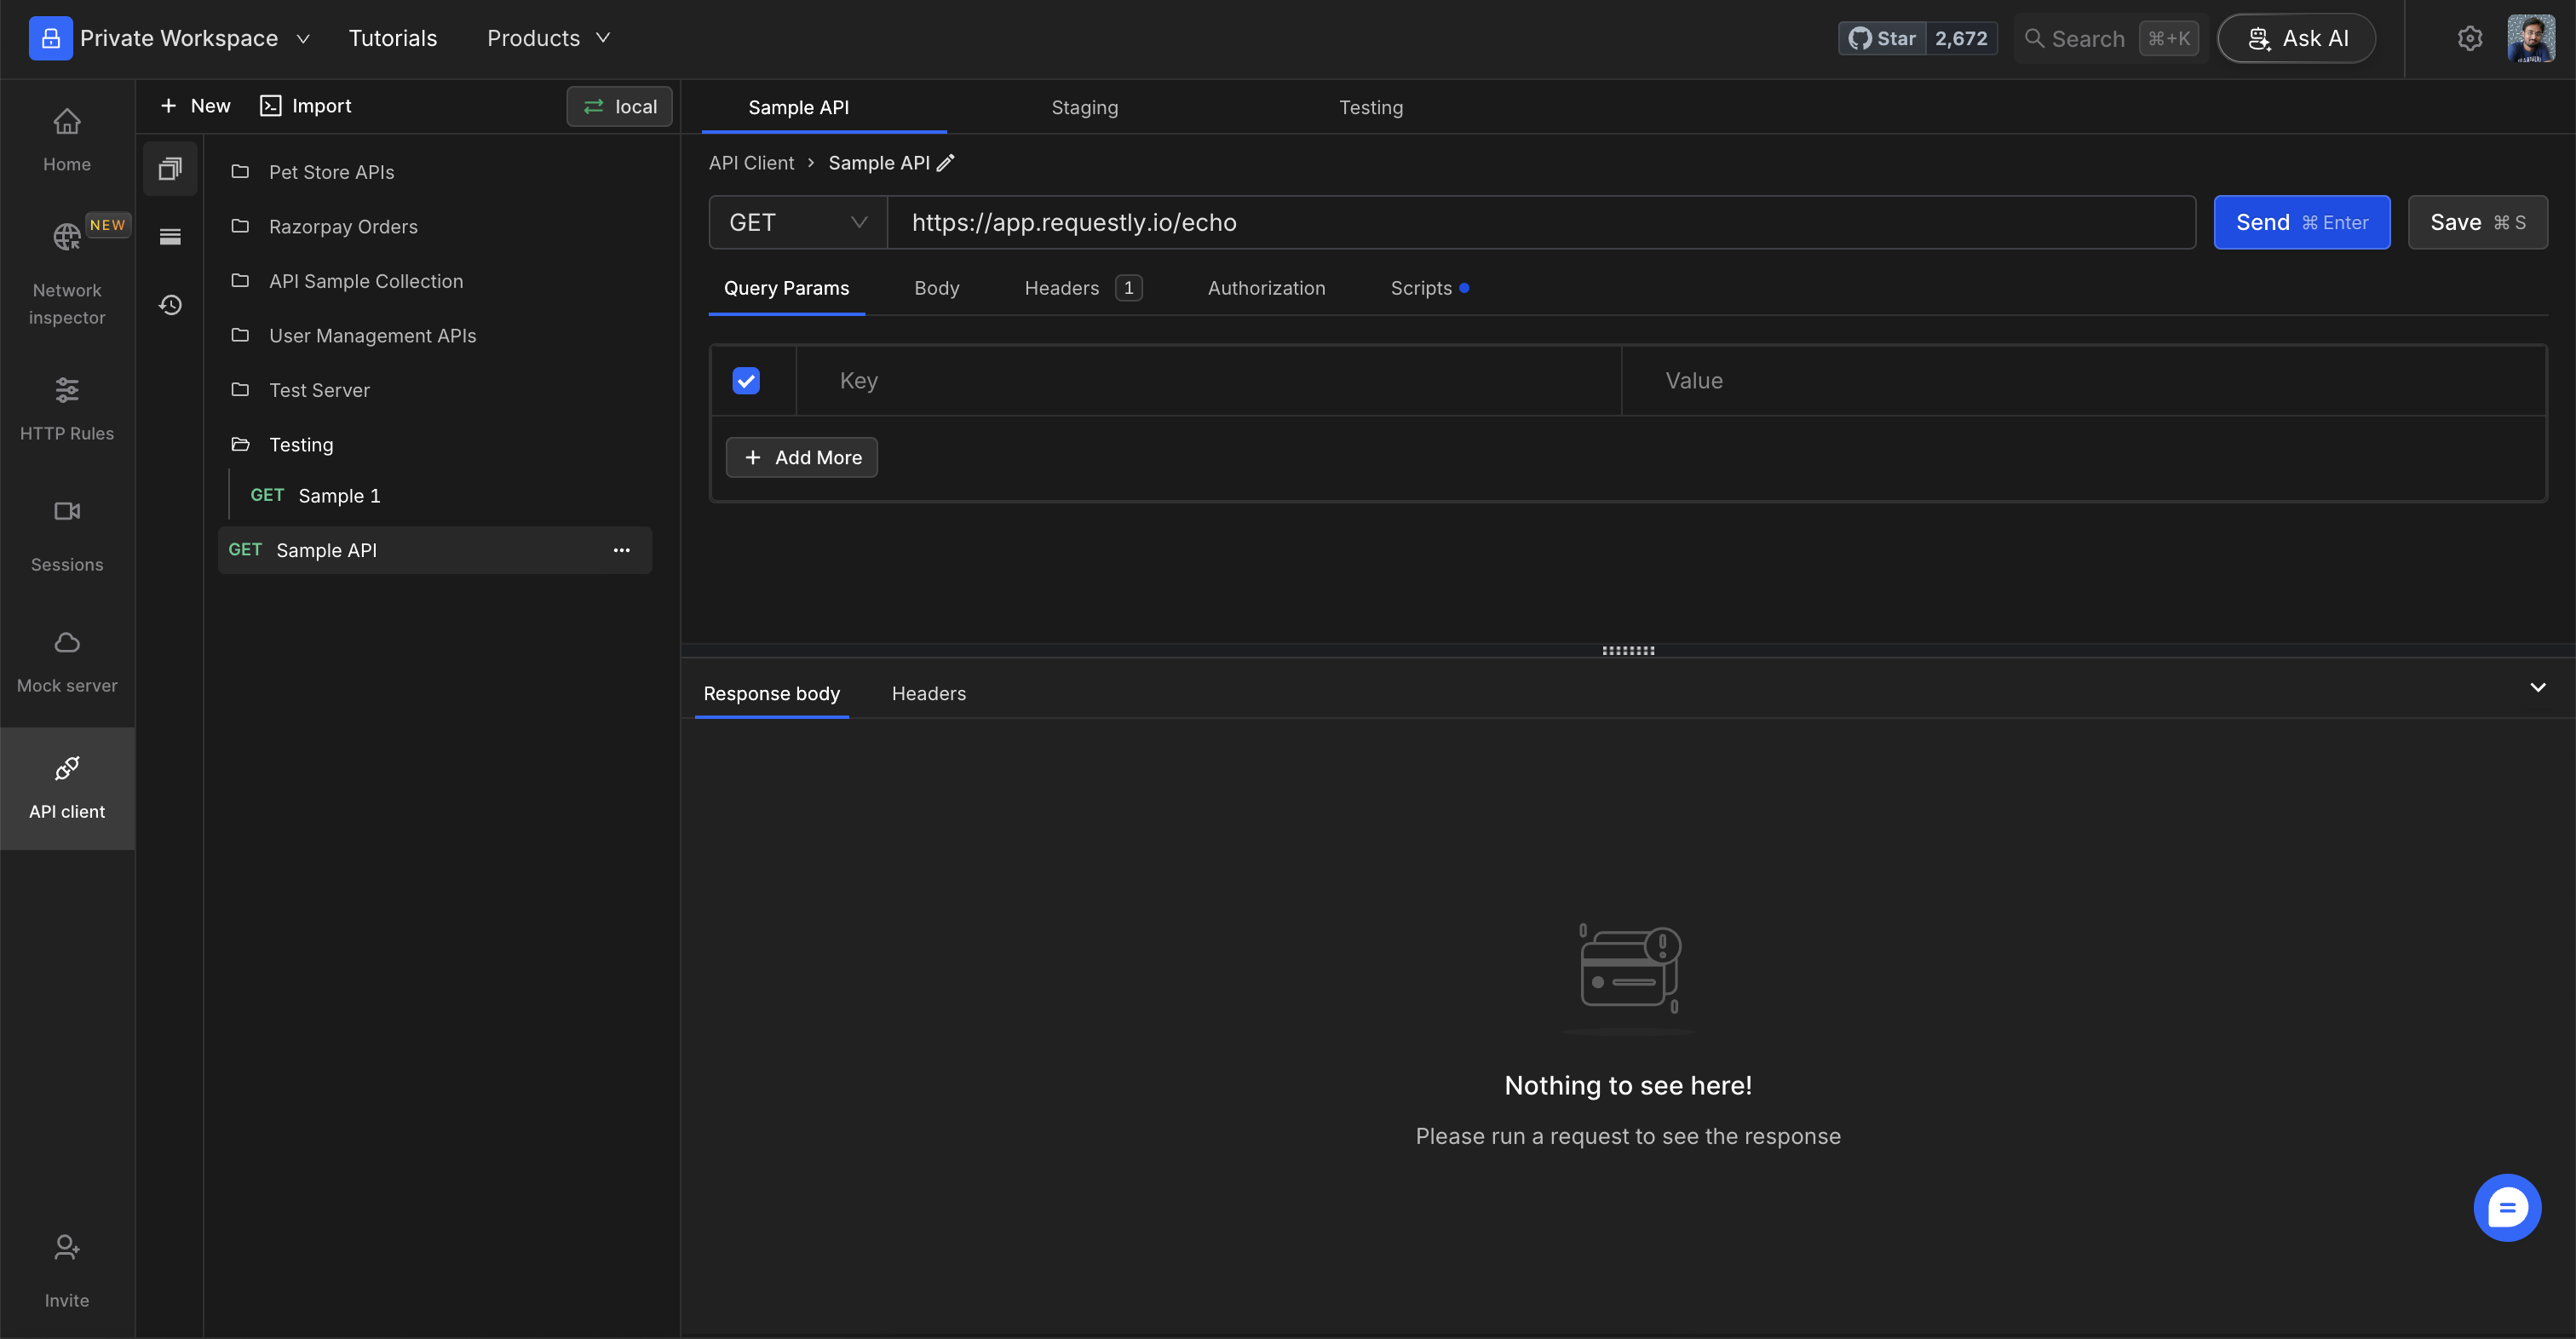 Private Workspace Tutorials Products Star 2,672 Search ⌘+K Ask AI
Home
NEW
Network
inspector
HTTP Rules
Sessions
Mock server
API client
Invite
New Import local
Pet Store APIs
Razorpay Orders
API Sample Collection
User Management APIs
Test Server
Testing
GET Sample 1
GET Sample API
Sample API Staging Testing
API Client > Sample API
GET https://app.requestly.io/echo Send ⌘ Enter Save ⌘ S
Query Params Body Headers 1 Authorization Scripts
Key Value
+ Add More
Response body Headers
Nothing to see here!
Please run a request to see the response